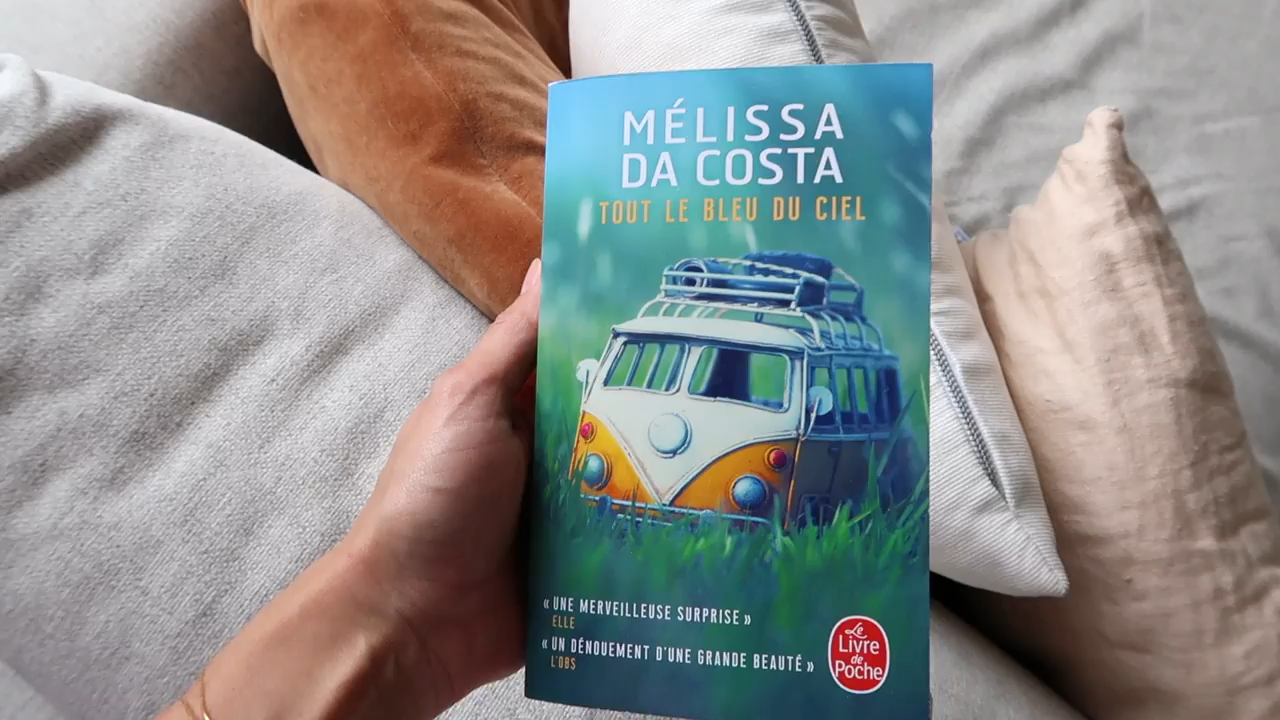 MÉLISSA
DA COSTA
TOUT LE BLEU DU CIEL
« UNE MERVEILLEUSE SURPRISE »
ELLE
« UN DÉNOUEMENT D'UNE GRANDE BEAUTÉ »
L'OBS
Le
Livre
de
Poche